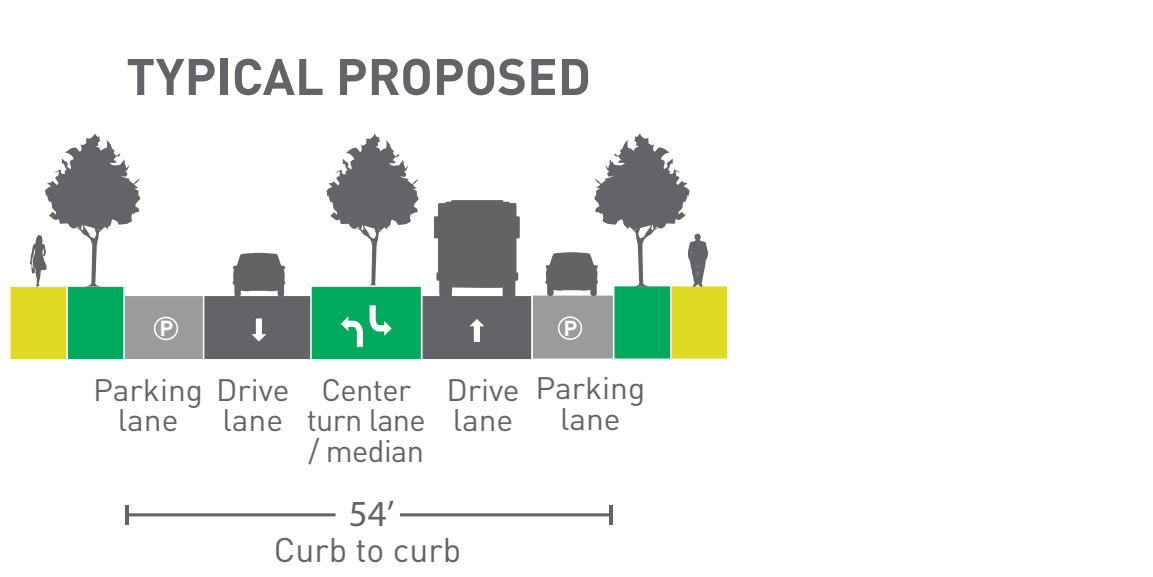 TYPICAL PROPOSED
P
P
Parking
lane
Drive
lane
Center
turn lane
/ median
Drive
lane
Parking
lane
54’
Curb to curb